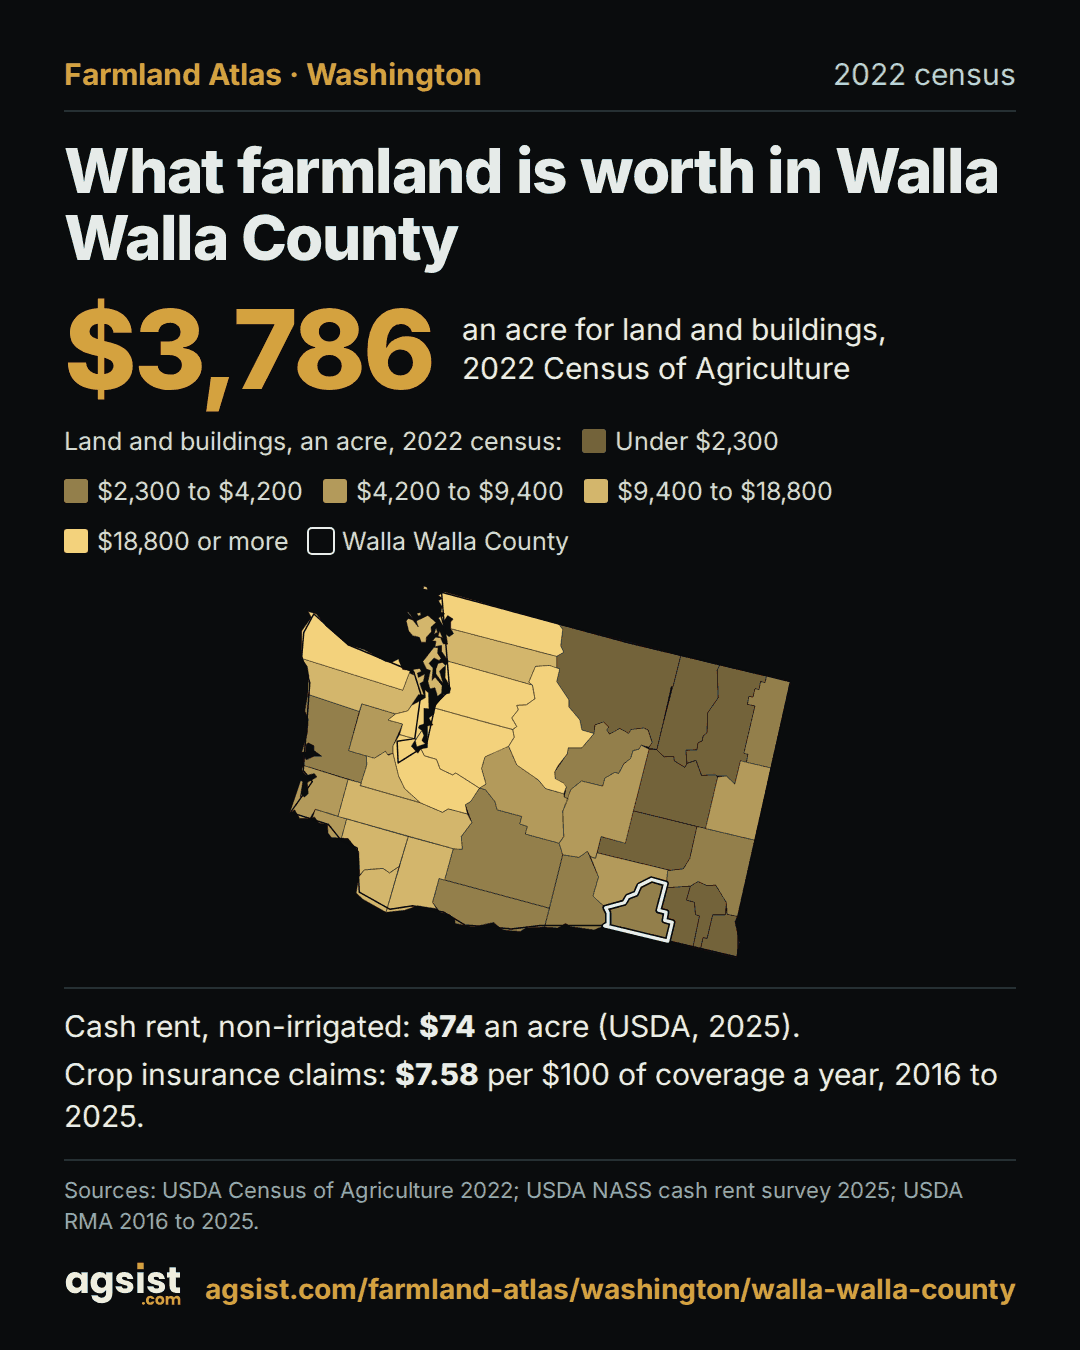 Farmland Atlas · Washington
2022 census
What farmland is worth in Walla
Walla County
$3,786
an acre for land and buildings,
2022 Census of Agriculture
Land and buildings, an acre, 2022 census: Under $2,300
$2,300 to $4,200 $4,200 to $9,400 $9,400 to $18,800
$18,800 or more Walla Walla County
Cash rent, non-irrigated: $74 an acre (USDA, 2025).
Crop insurance claims: $7.58 per $100 of coverage a year, 2016 to
2025.
Sources: USDA Census of Agriculture 2022; USDA NASS cash rent survey 2025; USDA
RMA 2016 to 2025.
agsist
.com
agsist.com/farmland-atlas/washington/walla-walla-county